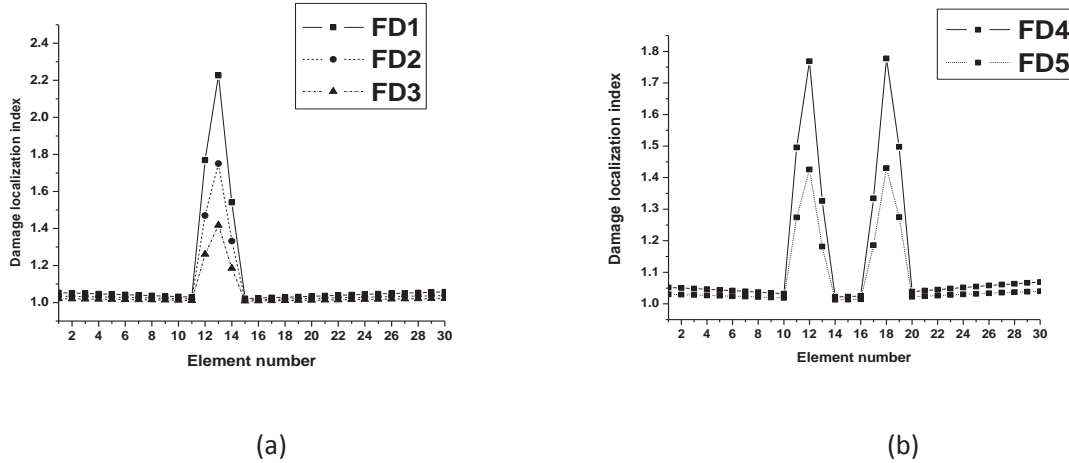 FD1
FD2
FD3
Damage localization index
2.4
2.2
2.0
1.8
1.6
1.4
1.2
1.0
2 4 6 8 10 12 14 16 18 20 22 24 26 28 30
Element number
(a)
FD4
FD5
Damage localization index
1.8
1.7
1.6
1.5
1.4
1.3
1.2
1.1
1.0
2 4 6 8 10 12 14 16 18 20 22 24 26 28 30
Element number
(b)